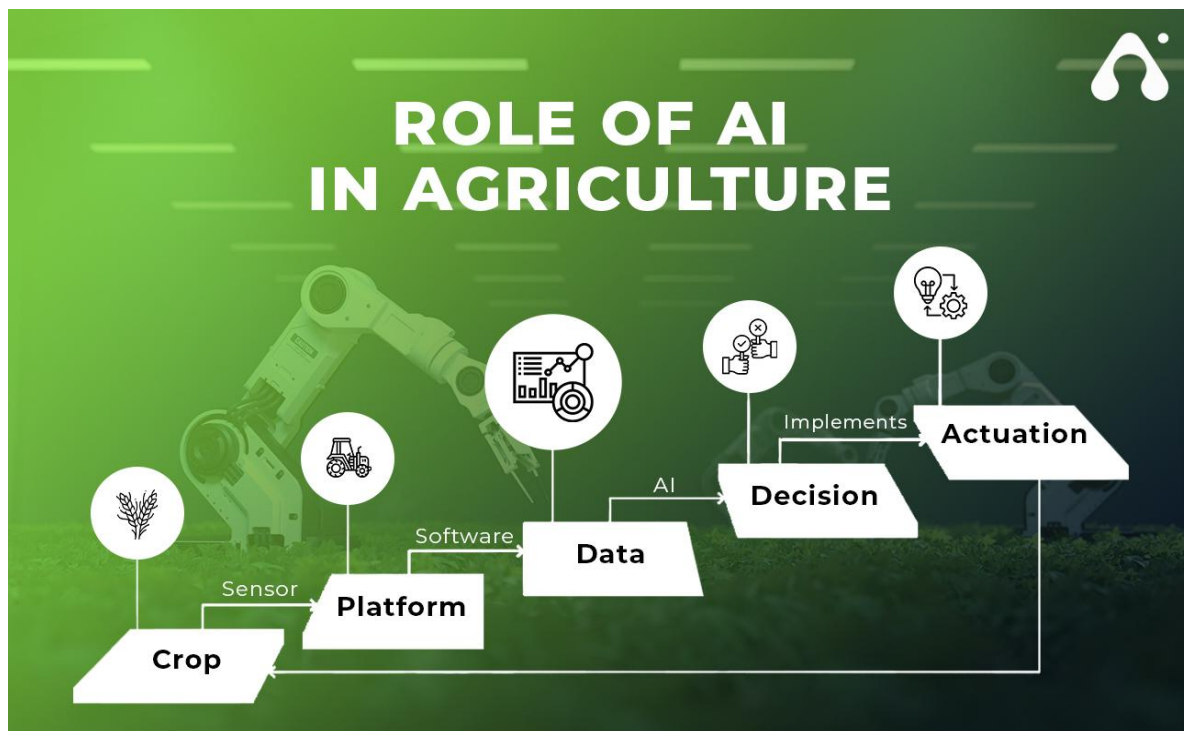 ROLE OF AI
IN AGRICULTURE
Implements
Actuation
AI
Decision
Software
Data
Sensor
Platform
Crop